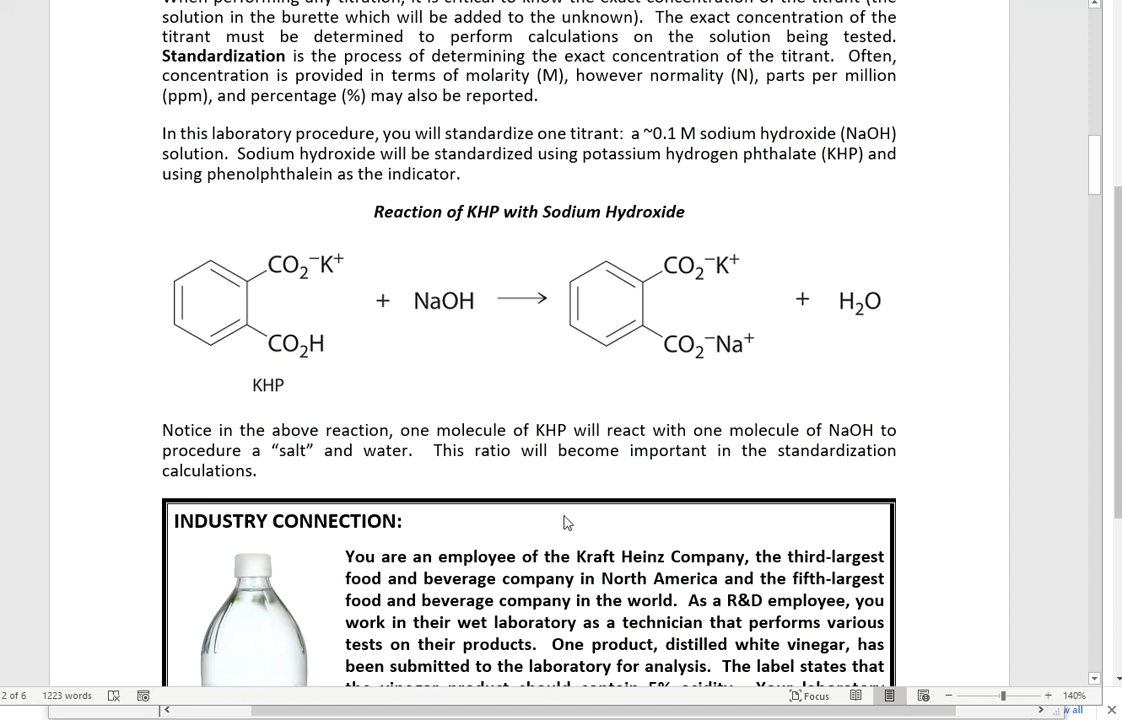 solution in the burette which will be added to the unknown).  The exact concentration of the
titrant must be determined to perform calculations on the solution being tested.
Standardization is the process of determining the exact concentration of the titrant.  Often,
concentration is provided in terms of molarity (M), however normality (N), parts per million
(ppm), and percentage (%) may also be reported.
In this laboratory procedure, you will standardize one titrant:  a ~0.1 M sodium hydroxide (NaOH)
solution.  Sodium hydroxide will be standardized using potassium hydrogen phthalate (KHP) and
using phenolphthalein as the indicator.
Reaction of KHP with Sodium Hydroxide
CO₂⁻K⁺ CO₂⁻K⁺
+ NaOH ⟶ + H₂O
CO₂H CO₂⁻Na⁺
KHP
Notice in the above reaction, one molecule of KHP will react with one molecule of NaOH to
procedure a “salt” and water.  This ratio will become important in the standardization
calculations.
INDUSTRY CONNECTION:
You are an employee of the Kraft Heinz Company, the third-largest
food and beverage company in North America and the fifth-largest
food and beverage company in the world.  As a R&D employee, you
work in their wet laboratory as a technician that performs various
tests on their products.  One product, distilled white vinegar, has
been submitted to the laboratory for analysis.  The label states that
2 of 6 1223 words Focus 140%
w all